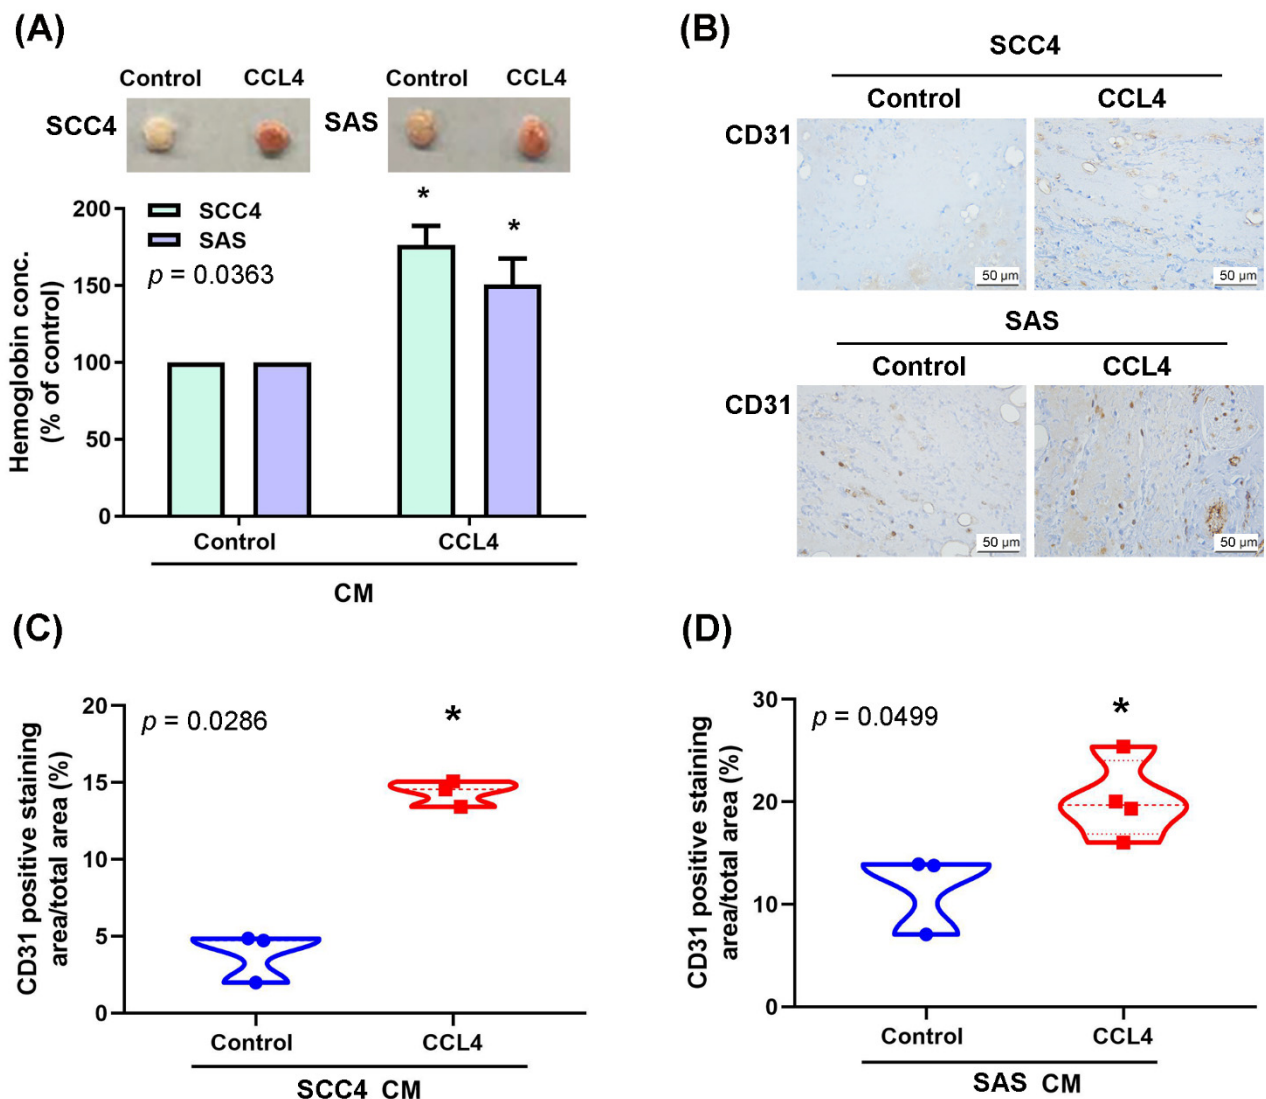 (A)
Control CCL4 Control CCL4
SCC4 SAS
* *
SCC4
SAS
p = 0.0363
Hemoglobin conc.
(% of control)
200
150
100
50
0
Control CCL4
CM
(B)
SCC4
Control CCL4
CD31
50 µm 50 µm
SAS
Control CCL4
CD31
50 µm 50 µm
(C)
p = 0.0286
*
CD31 positive staining
area/total area (%)
20
15
10
5
0
Control CCL4
SCC4 CM
(D)
p = 0.0499
*
CD31 positive staining
area/total area (%)
30
20
10
0
Control CCL4
SAS CM